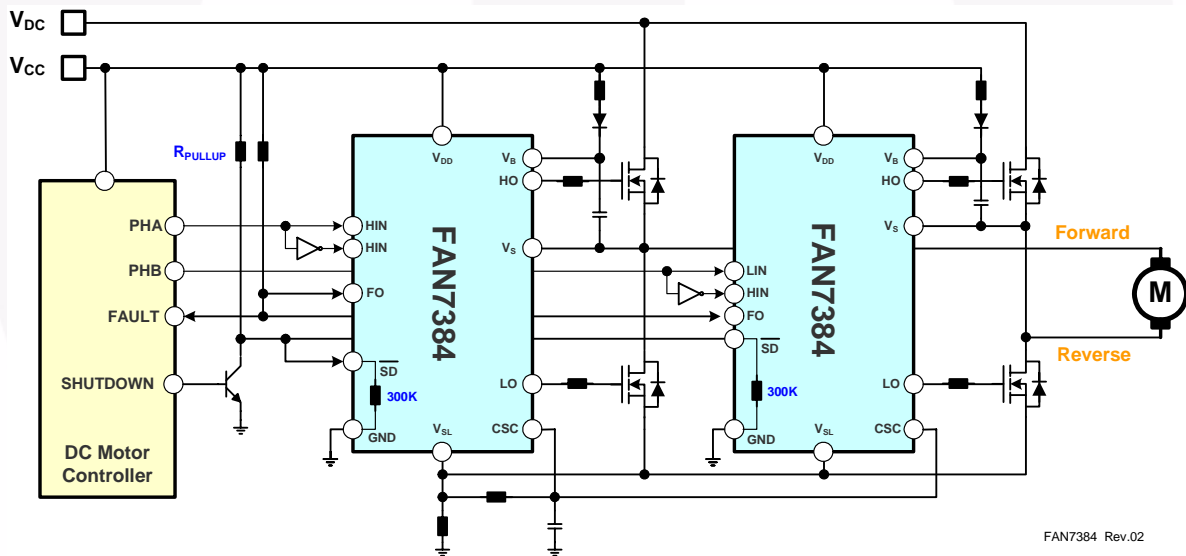 VDC
VCC
RPULLUP
DC Motor
Controller
PHA
PHB
FAULT
SHUTDOWN
FAN7384
VDD
VB
HO
HIN
HIN
VS
FO
SD
300K
LO
GND
VSL
CSC
FAN7384
VDD
VB
HO
VS
LIN
HIN
FO
SD
300K
LO
GND
VSL
CSC
Forward
M
Reverse
FAN7384 Rev.02